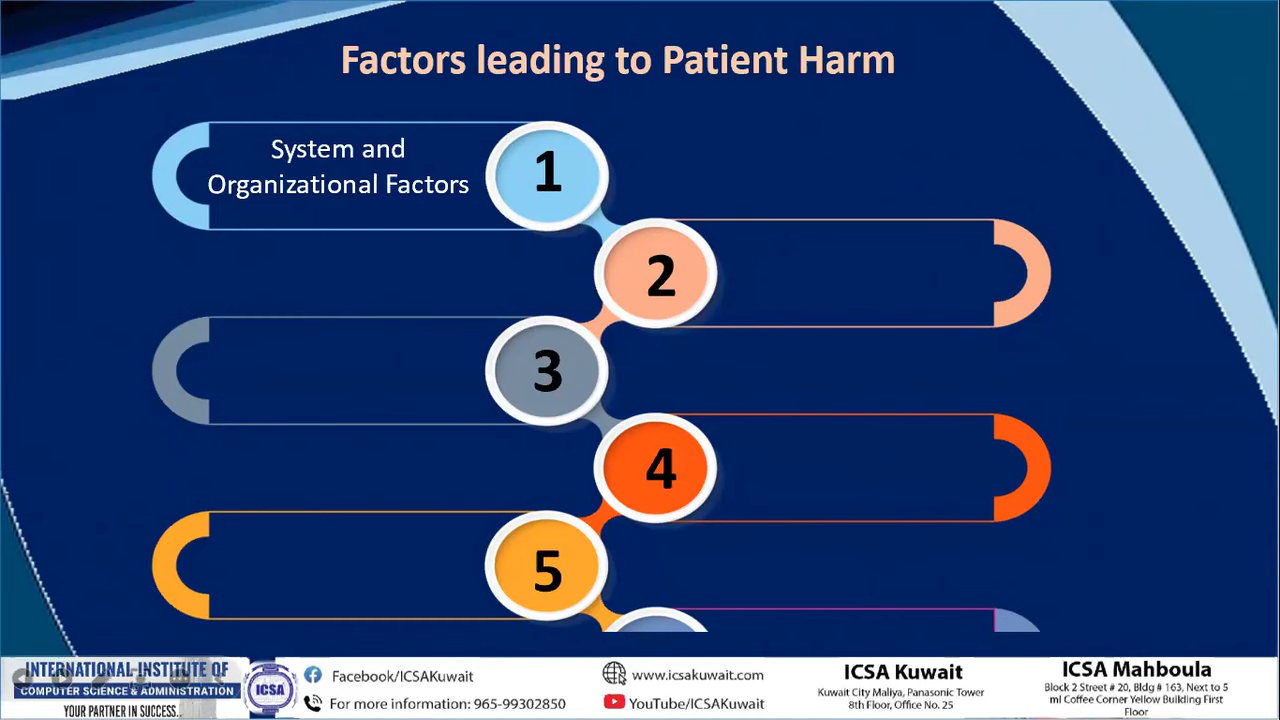 Factors leading to Patient Harm
System and
Organizational Factors
1
2
3
4
5
INTERNATIONAL INSTITUTE OF
COMPUTER SCIENCE & ADMINISTRATION
YOUR PARTNER IN SUCCESS..
ICSA
Facebook/ICSAKuwait
For more information: 965-99302850
www.icsakuwait.com
YouTube/ICSAKuwait
ICSA Kuwait
Kuwait City Maliya, Panasonic Tower
8th Floor, Office No. 25
ICSA Mahboula
Block 2 Street # 20, Bldg # 163, Next to 5
ml Coffee Corner Yellow Building First
Floor